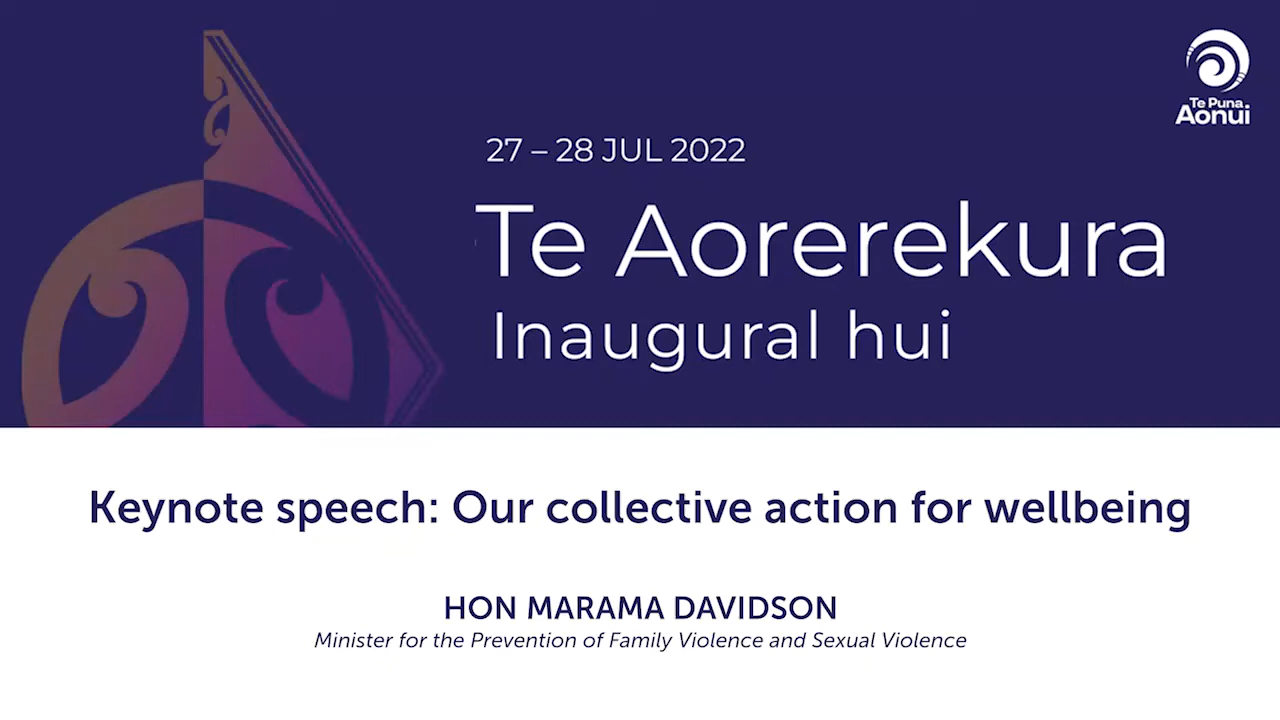 Te Puna
Aonui
27 – 28 JUL 2022
Te Aorerekura
Inaugural hui
Keynote speech: Our collective action for wellbeing
HON MARAMA DAVIDSON
Minister for the Prevention of Family Violence and Sexual Violence